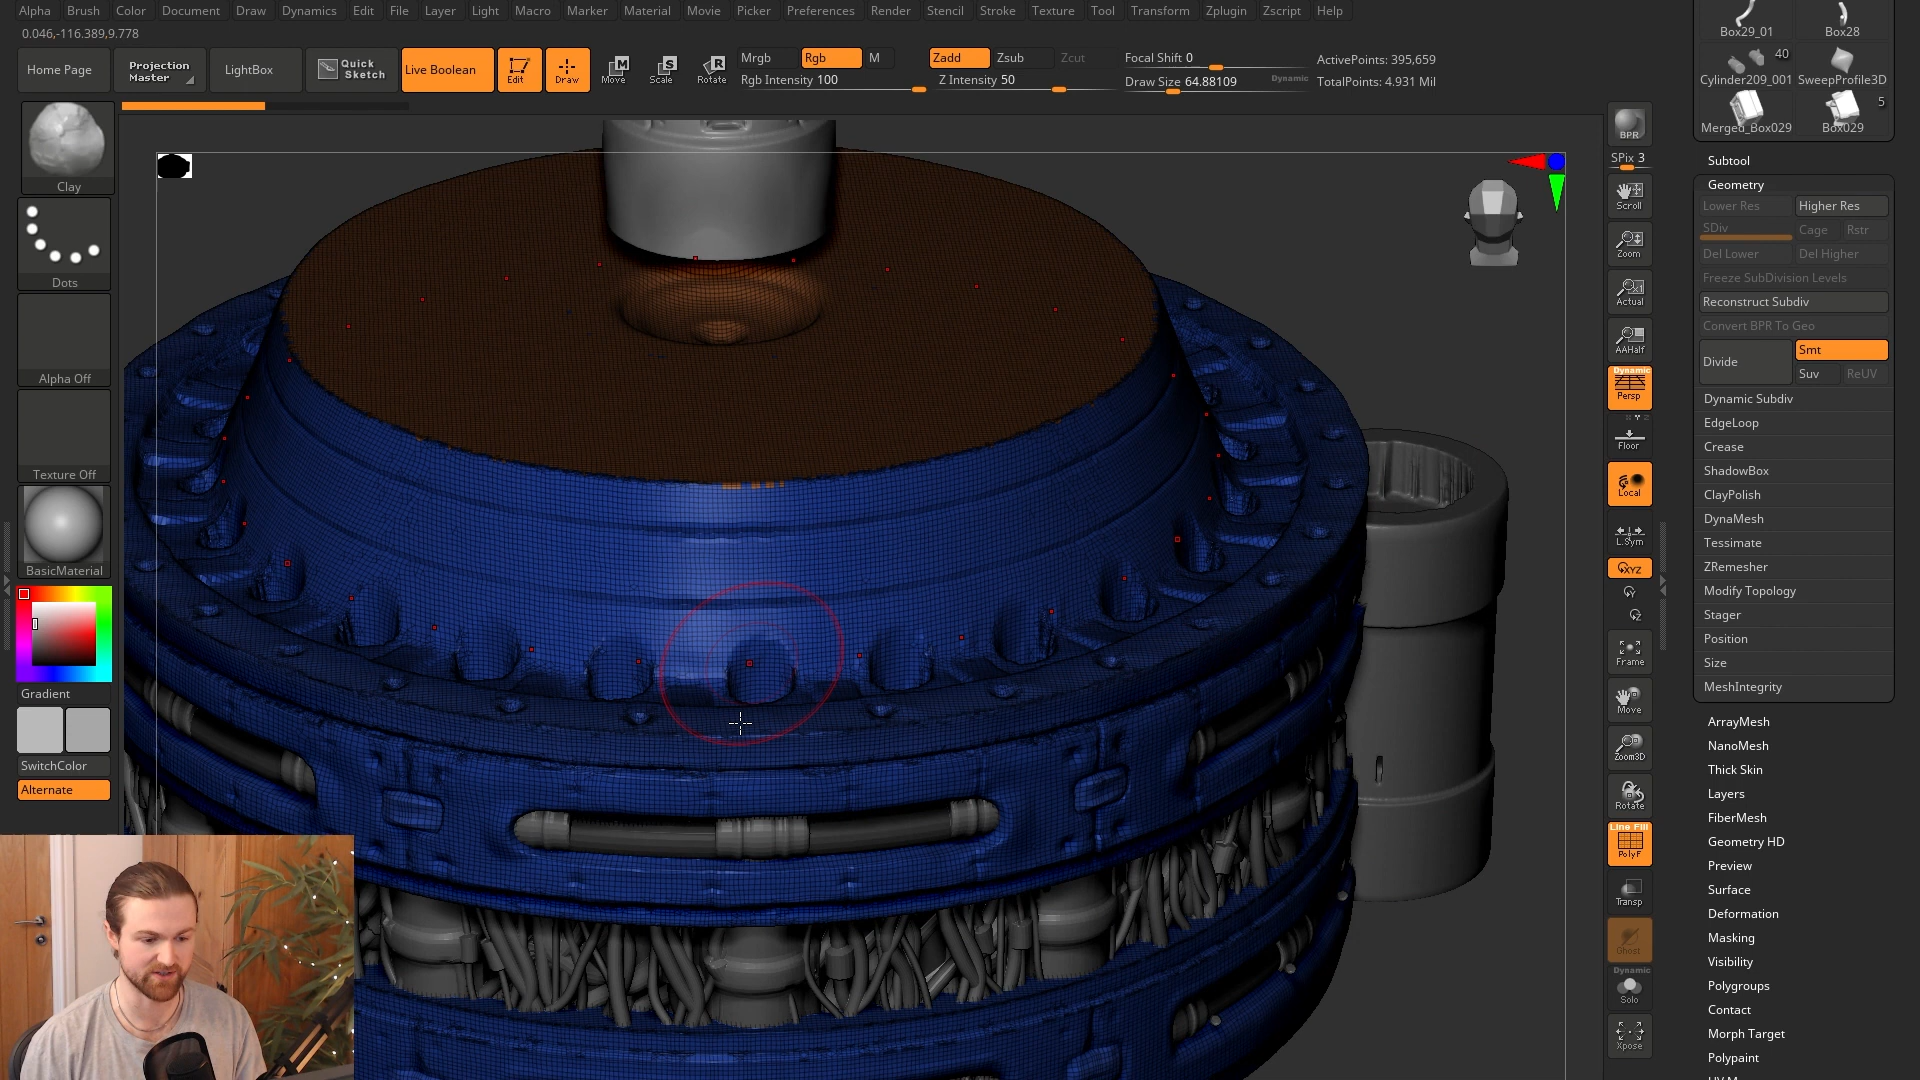 Alpha Brush Color Document Draw Dynamics Edit File Layer Light Macro Marker Material Movie Picker Preferences Render Stencil Stroke Texture Tool Transform Zplugin Zscript Help
0.046,-116.389,9.778
Home Page
Projection
Master
LightBox
Quick
Sketch
Live Boolean
Edit
Draw
Move
Scale
Rotate
M
S
R
Mrgb
Rgb
M
Rgb Intensity 100
Zadd
Zsub
Zcut
Z Intensity 50
Focal Shift 0
Draw Size 64.88109
Dynamic
ActivePoints: 395,659
TotalPoints: 4.931 Mil
Clay
Dots
Alpha Off
Texture Off
BasicMaterial
Gradient
SwitchColor
Alternate
BPR
SPix 3
Scroll
Zoom
Actual
AAHalf
Dynamic
Persp
Floor
Local
L.Sym
XYZ
Y
Z
Frame
Move
Zoom3D
Rotate
Line Fill
PolyF
Transp
Ghost
Dynamic
Solo
Xpose
Box29_01
Box28
40
Cylinder209_001
SweepProfile3D
5
Merged_Box029
Box029
Subtool
Geometry
Lower Res
Higher Res
SDiv
Cage
Rstr
Del Lower
Del Higher
Freeze SubDivision Levels
Reconstruct Subdiv
Convert BPR To Geo
Divide
Smt
Suv
ReUV
Dynamic Subdiv
EdgeLoop
Crease
ShadowBox
ClayPolish
DynaMesh
Tessimate
ZRemesher
Modify Topology
Stager
Position
Size
MeshIntegrity
ArrayMesh
NanoMesh
Thick Skin
Layers
FiberMesh
Geometry HD
Preview
Surface
Deformation
Masking
Visibility
Polygroups
Contact
Morph Target
Polypaint